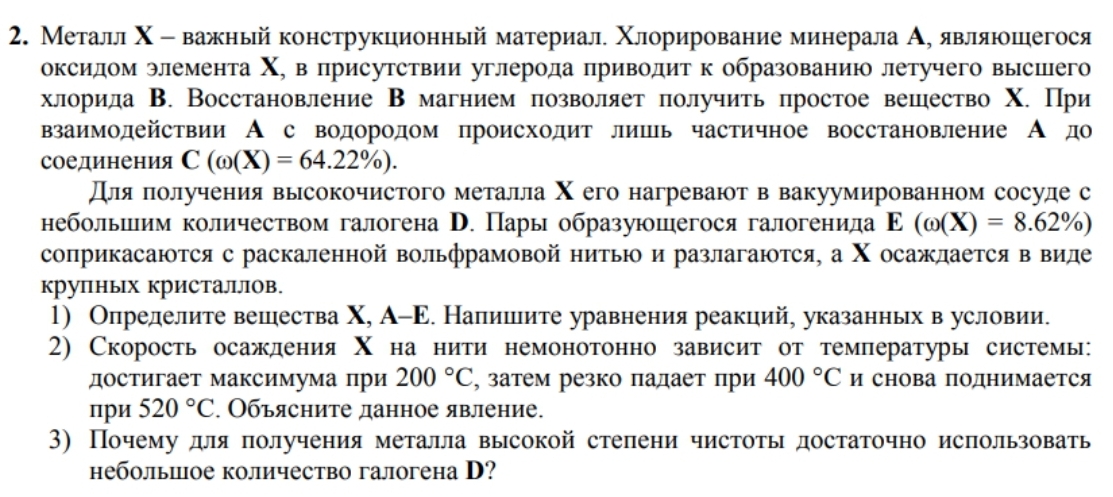 2. Металл X – важный конструкционный материал. Хлорирование минерала A, являющегося
оксидом элемента X, в присутствии углерода приводит к образованию летучего высшего
хлорида B. Восстановление B магнием позволяет получить простое вещество X. При
взаимодействии A с водородом происходит лишь частичное восстановление A до
соединения C (ω(X) = 64.22%).
Для получения высокочистого металла X его нагревают в вакуумированном сосуде с
небольшим количеством галогена D. Пары образующегося галогенида E (ω(X) = 8.62%)
соприкасаются с раскаленной вольфрамовой нитью и разлагаются, а X осаждается в виде
крупных кристаллов.
1) Определите вещества X, A–E. Напишите уравнения реакций, указанных в условии.
2) Скорость осаждения X на нити немонотонно зависит от температуры системы:
достигает максимума при 200 °C, затем резко падает при 400 °C и снова поднимается
при 520 °C. Объясните данное явление.
3) Почему для получения металла высокой степени чистоты достаточно использовать
небольшое количество галогена D?